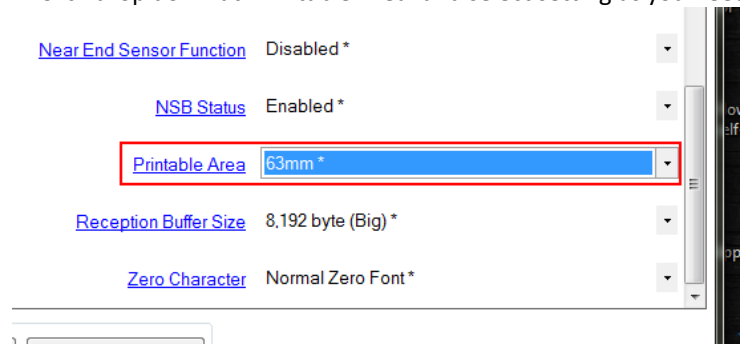 Near End Sensor Function Disabled *
NSB Status Enabled *
Printable Area 63mm *
Reception Buffer Size 8,192 byte (Big) *
Zero Character Normal Zero Font *